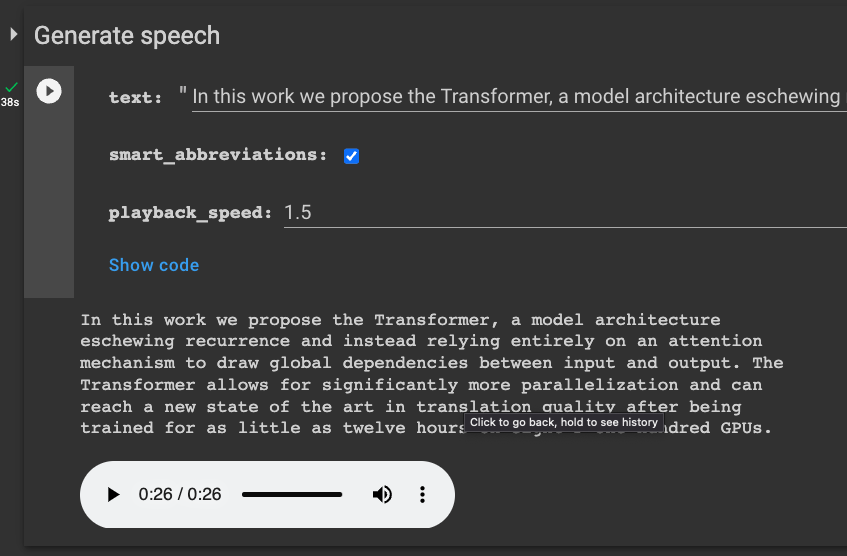 Generate speech
38s
text: " In this work we propose the Transformer, a model architecture eschewing
smart_abbreviations:
playback_speed: 1.5
Show code
In this work we propose the Transformer, a model architecture
eschewing recurrence and instead relying entirely on an attention
mechanism to draw global dependencies between input and output. The
Transformer allows for significantly more parallelization and can
reach a new state of the art in translation quality after being
Click to go back, hold to see history
trained for as little as twelve hours GPUs.
0:26 / 0:26